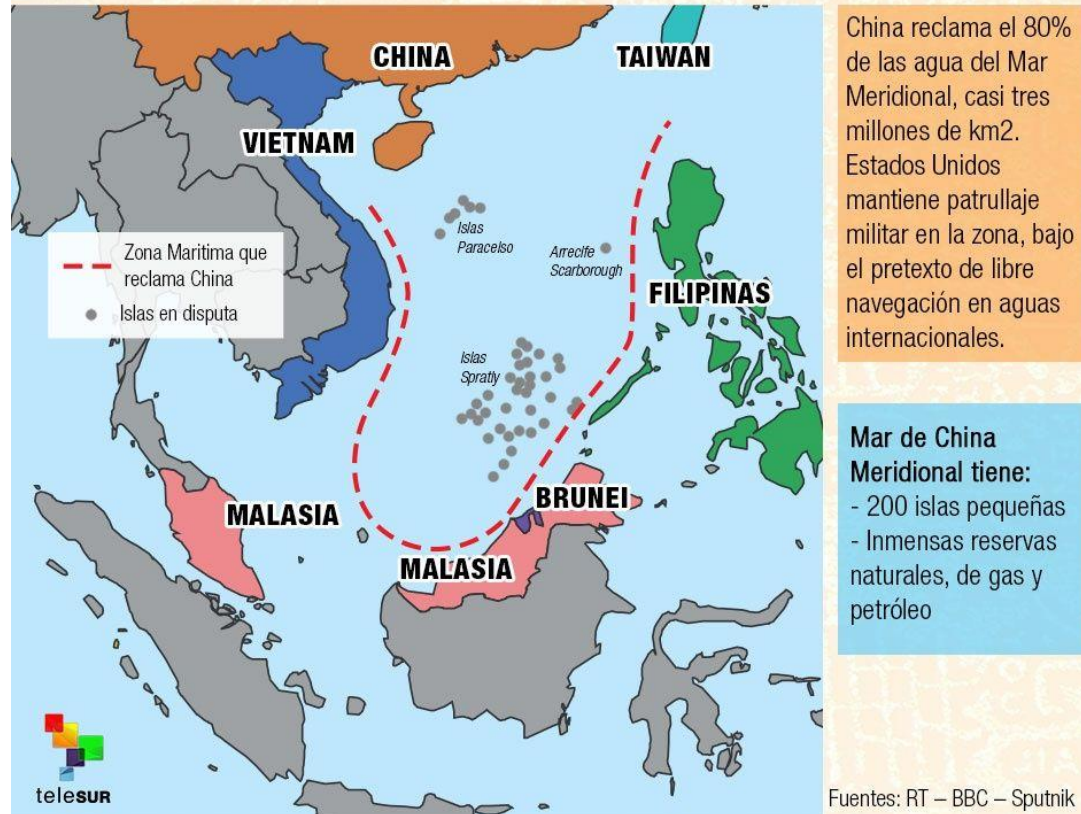 CHINA
TAIWAN
VIETNAM
Zona Maritima que
reclama China
Islas en disputa
Islas
Paracelso
Arrecife
Scarborough
FILIPINAS
Islas
Spratly
BRUNEI
MALASIA
MALASIA
teleSUR
China reclama el 80%
de las agua del Mar
Meridional, casi tres
millones de km2.
Estados Unidos
mantiene patrullaje
militar en la zona, bajo
el pretexto de libre
navegación en aguas
internacionales.
Mar de China
Meridional tiene:
- 200 islas pequeñas
- Inmensas reservas
naturales, de gas y
petróleo
Fuentes: RT – BBC – Sputnik